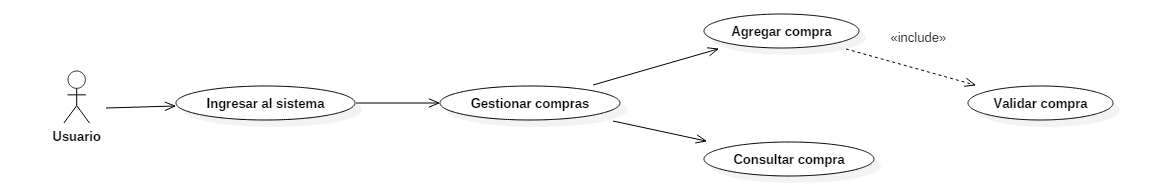 Agregar compra
«include»
Ingresar al sistema
Gestionar compras
Validar compra
Usuario
Consultar compra